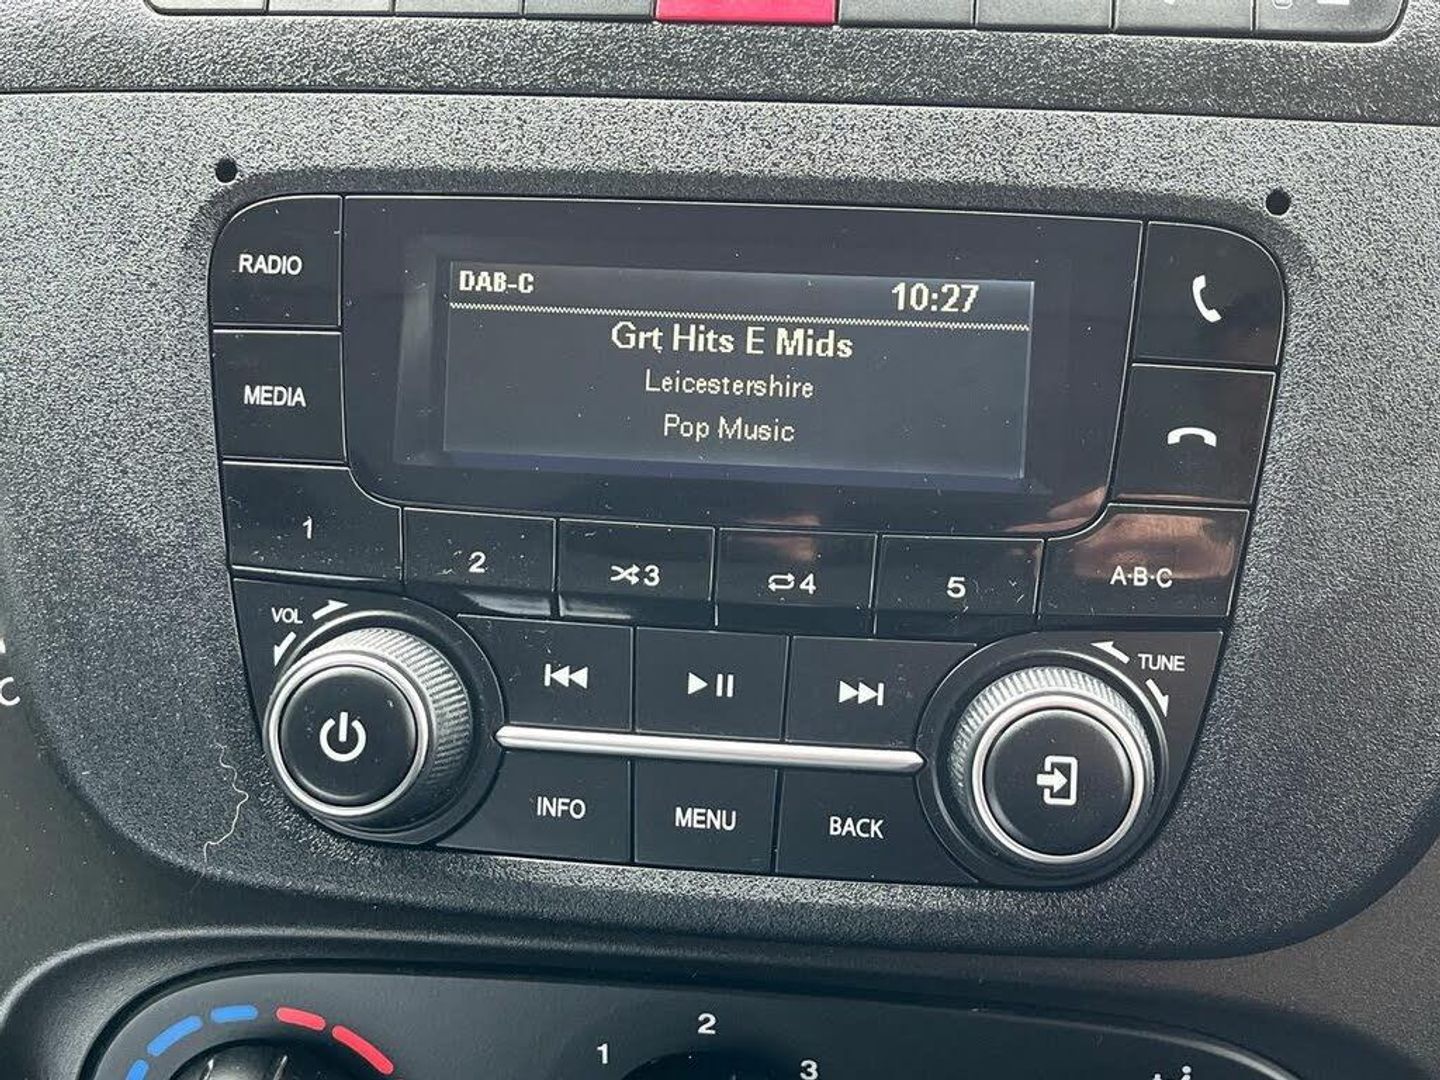 RADIO
DAB-C
10:27
Grt Hits E Mids
Leicestershire
Pop Music
MEDIA
1
2
3
4
5
A·B·C
VOL
TUNE
INFO
MENU
BACK
C
1
2
3